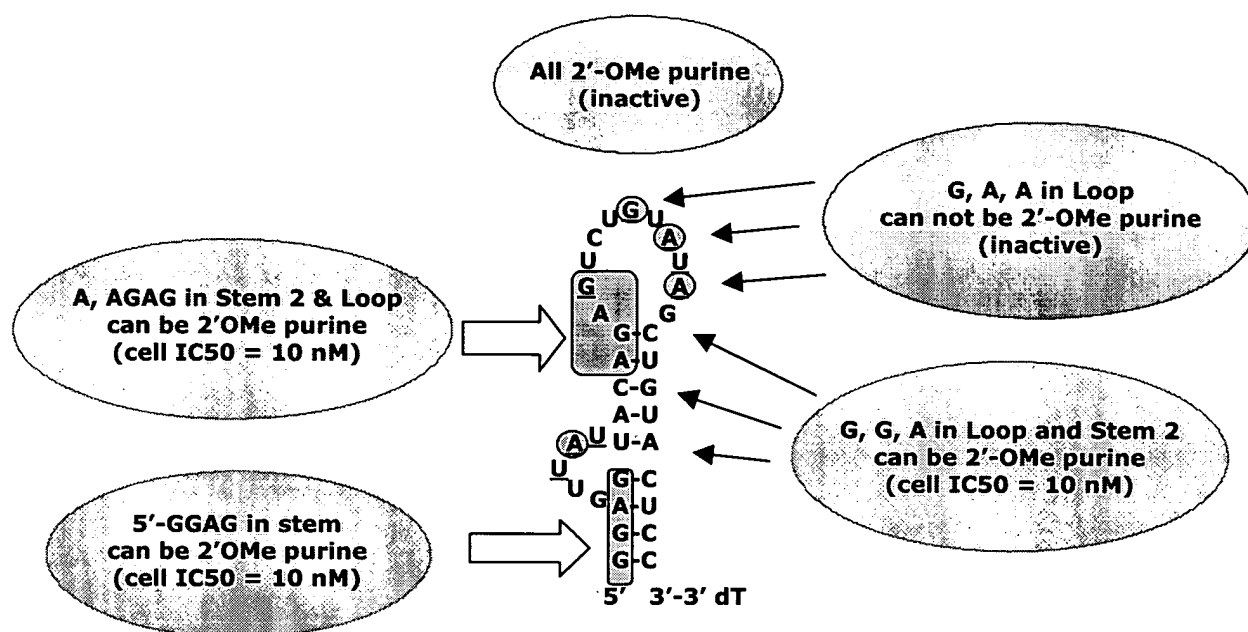 All 2'-OMe purine
(inactive)
G, A, A in Loop
can not be 2'-OMe purine
(inactive)
A, AGAG in Stem 2 & Loop
can be 2'OMe purine
(cell IC50 = 10 nM)
G, G, A in Loop and Stem 2
can be 2'-OMe purine
(cell IC50 = 10 nM)
5'-GGAG in stem
can be 2'OMe purine
(cell IC50 = 10 nM)
U G U
C A
U U
G A
A G
G-C
A-U
C-G
A U
U A U U-A
U G G-C
A-U
G-C
G-C
5' 3'-3' dT